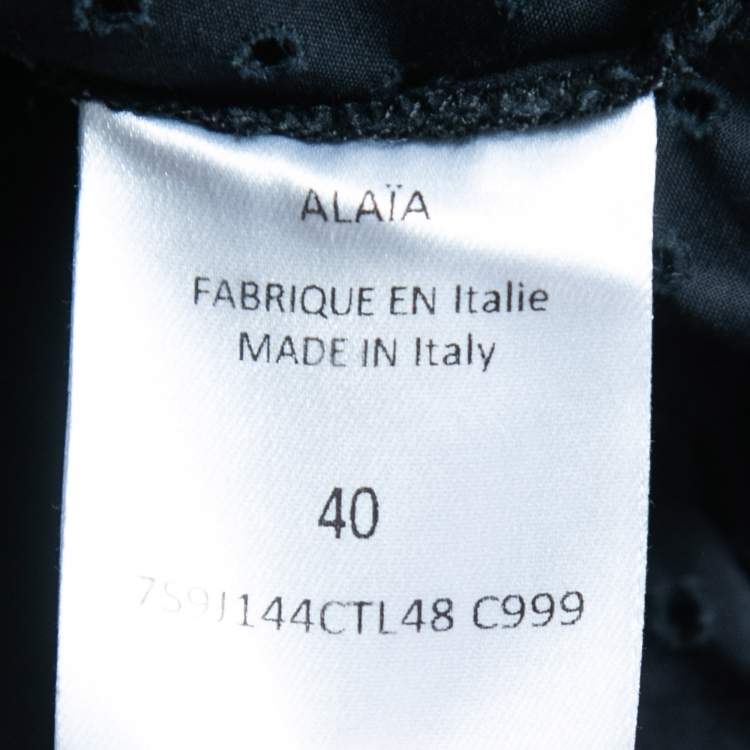 ALAÏA
FABRIQUE EN Italie
MADE IN Italy
40
7S9J144CTL48 C999